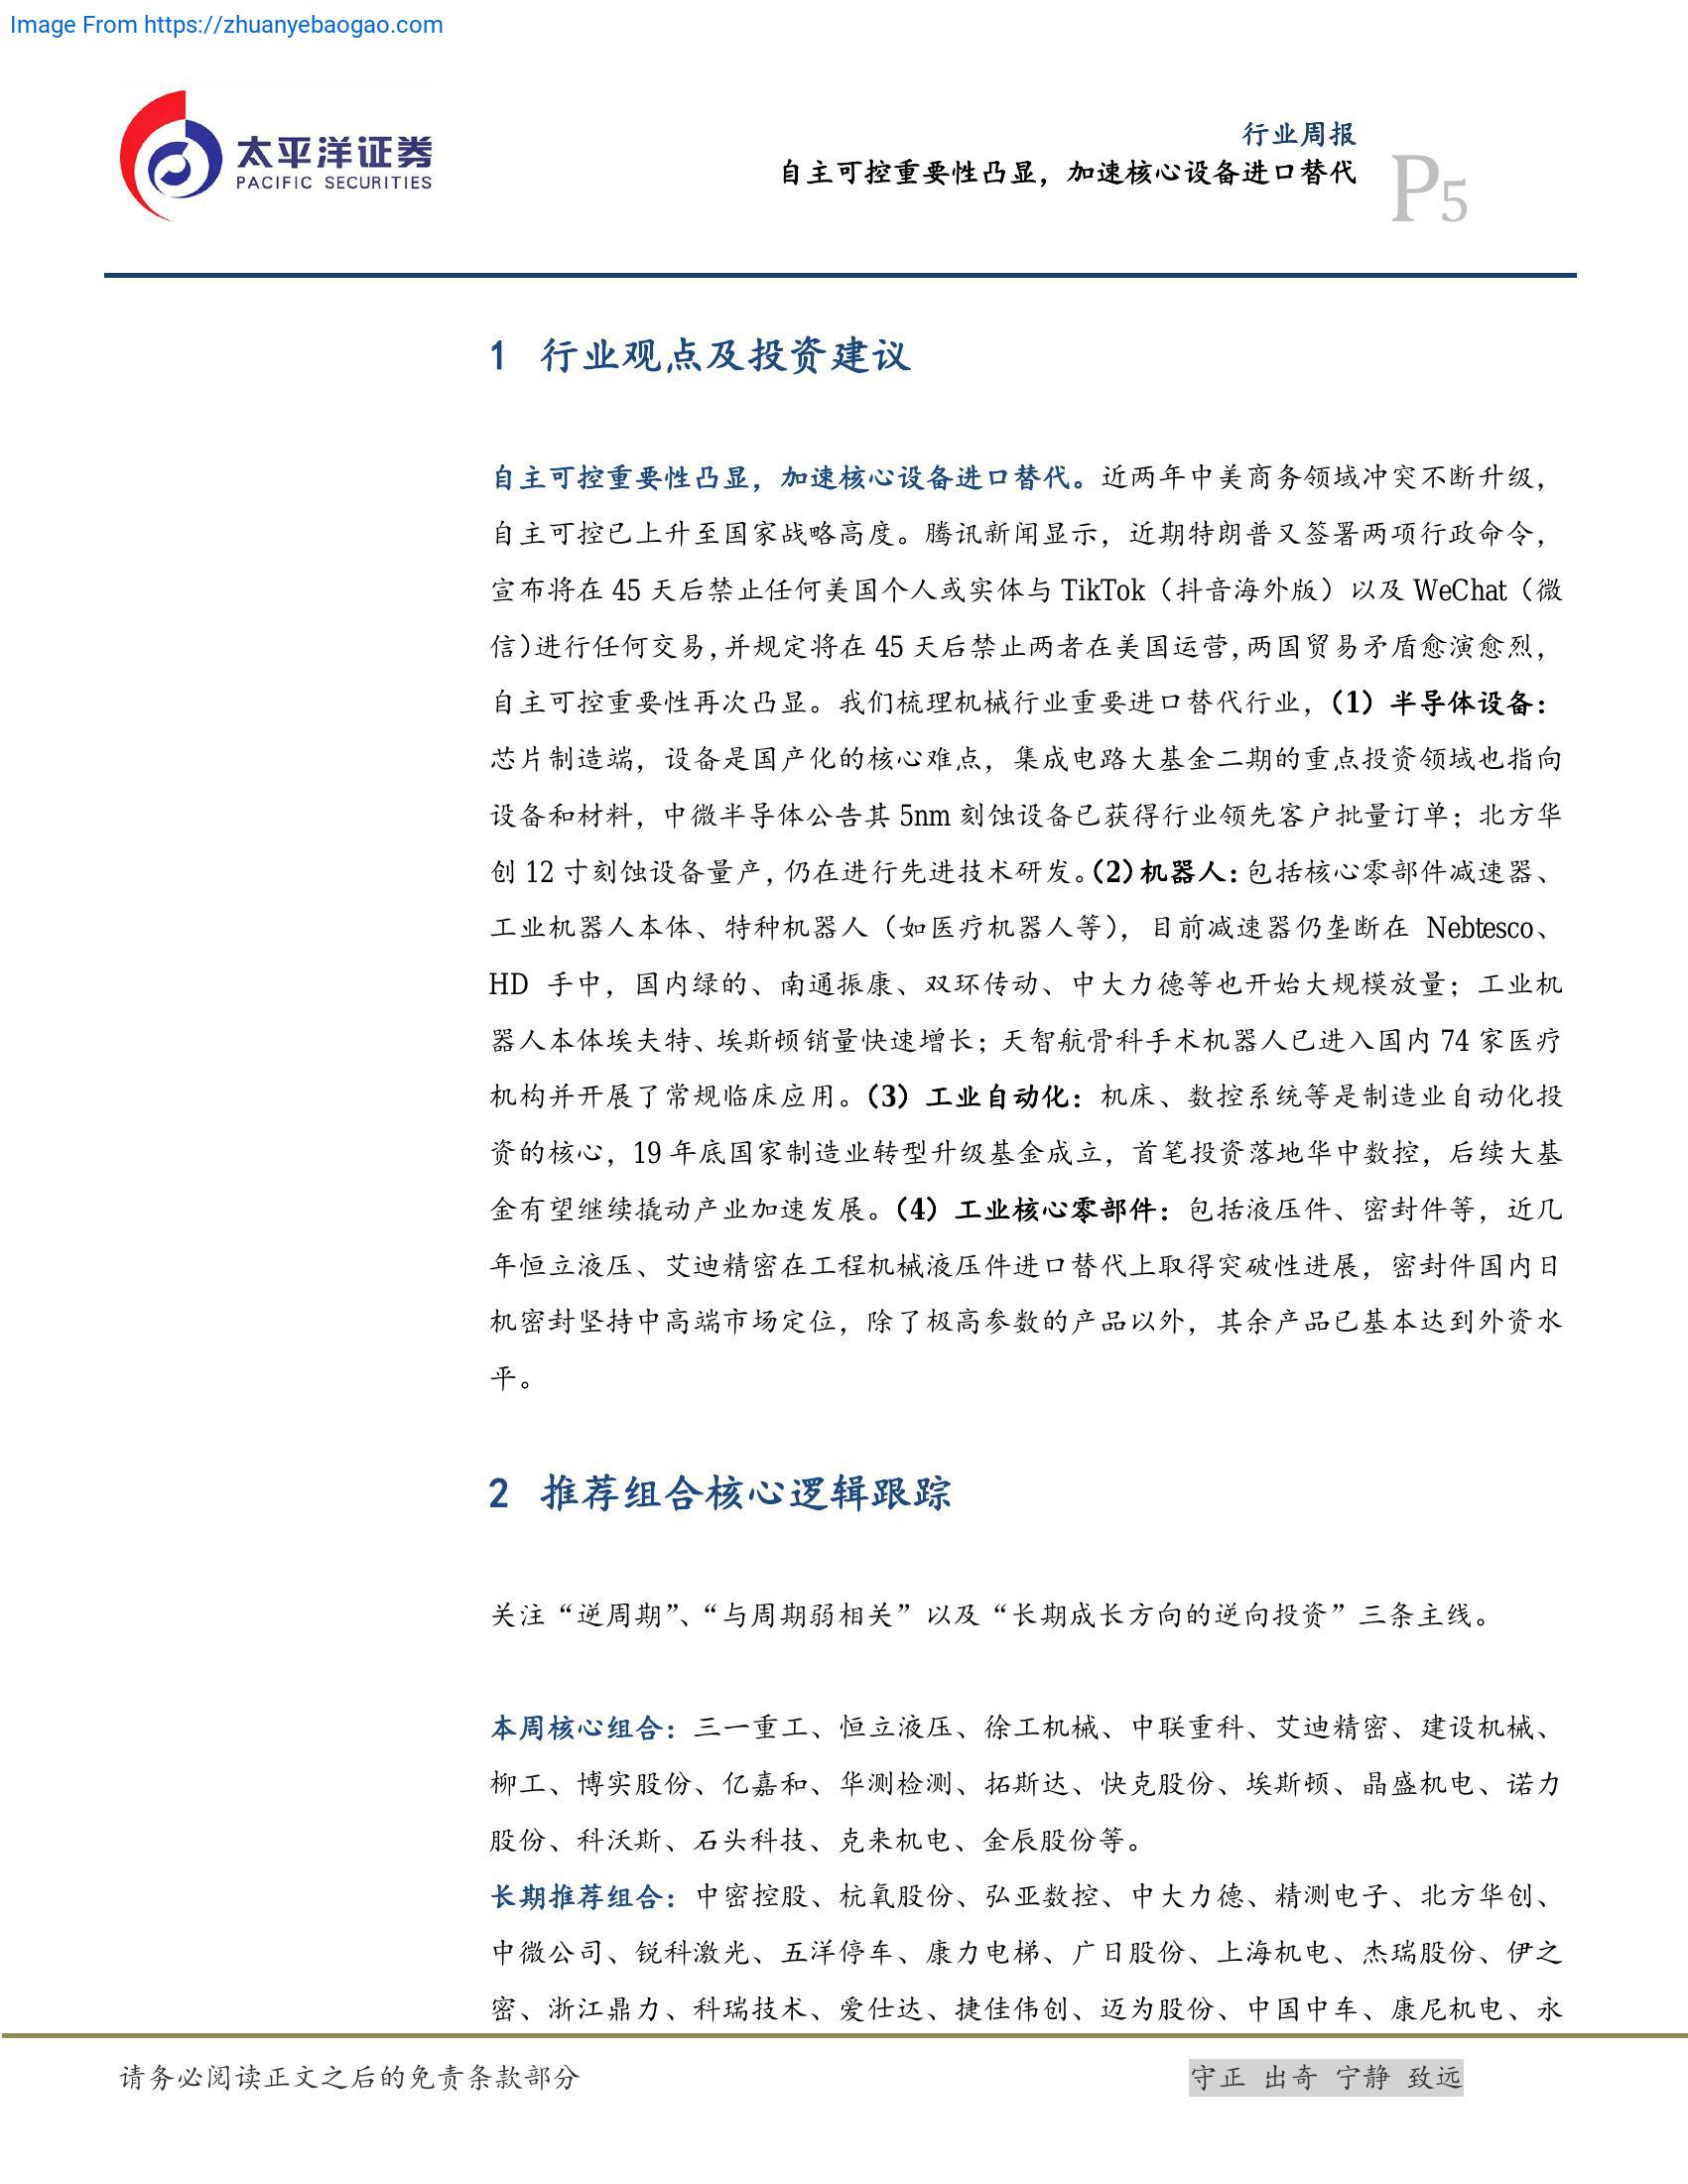 Image From https://zhuanyebaogao.com
太平洋证券
PACIFIC SECURITIES
行业周报
自主可控重要性凸显，加速核心设备进口替代
P5
1 行业观点及投资建议
自主可控重要性凸显，加速核心设备进口替代。近两年中美商务领域冲突不断升级，
自主可控已上升至国家战略高度。腾讯新闻显示，近期特朗普又签署两项行政命令，
宣布将在 45 天后禁止任何美国个人或实体与 TikTok（抖音海外版）以及 WeChat（微
信）进行任何交易，并规定将在 45 天后禁止两者在美国运营，两国贸易矛盾愈演愈烈，
自主可控重要性再次凸显。我们梳理机械行业重要进口替代行业，（1）半导体设备：
芯片制造端，设备是国产化的核心难点，集成电路大基金二期的重点投资领域也指向
设备和材料，中微半导体公告其 5nm 刻蚀设备已获得行业领先客户批量订单；北方华
创 12 寸刻蚀设备量产，仍在进行先进技术研发。（2）机器人：包括核心零部件减速器、
工业机器人本体、特种机器人（如医疗机器人等），目前减速器仍垄断在 Nebtesco、
HD 手中，国内绿的、南通振康、双环传动、中大力德等也开始大规模放量；工业机
器人本体埃夫特、埃斯顿销量快速增长；天智航骨科手术机器人已进入国内 74 家医疗
机构并开展了常规临床应用。（3）工业自动化：机床、数控系统等是制造业自动化投
资的核心，19 年底国家制造业转型升级基金成立，首笔投资落地华中数控，后续大基
金有望继续撬动产业加速发展。（4）工业核心零部件：包括液压件、密封件等，近几
年恒立液压、艾迪精密在工程机械液压件进口替代上取得突破性进展，密封件国内日
机密封坚持中高端市场定位，除了极高参数的产品以外，其余产品已基本达到外资水
平。
2 推荐组合核心逻辑跟踪
关注“逆周期”、“与周期弱相关”以及“长期成长方向的逆向投资”三条主线。
本周核心组合：三一重工、恒立液压、徐工机械、中联重科、艾迪精密、建设机械、
柳工、博实股份、亿嘉和、华测检测、拓斯达、快克股份、埃斯顿、晶盛机电、诺力
股份、科沃斯、石头科技、克来机电、金辰股份等。
长期推荐组合：中密控股、杭氧股份、弘亚数控、中大力德、精测电子、北方华创、
中微公司、锐科激光、五洋停车、康力电梯、广日股份、上海机电、杰瑞股份、伊之
密、浙江鼎力、科瑞技术、爱仕达、捷佳伟创、迈为股份、中国中车、康尼机电、永
请务必阅读正文之后的免责条款部分
守正 出奇 宁静 致远